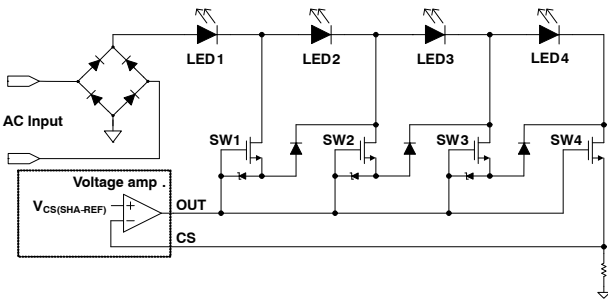 LED1
LED2
LED3
LED4
AC Input
SW1
SW2
SW3
SW4
Voltage amp .
VCS(SHA-REF)
+
−
OUT
CS